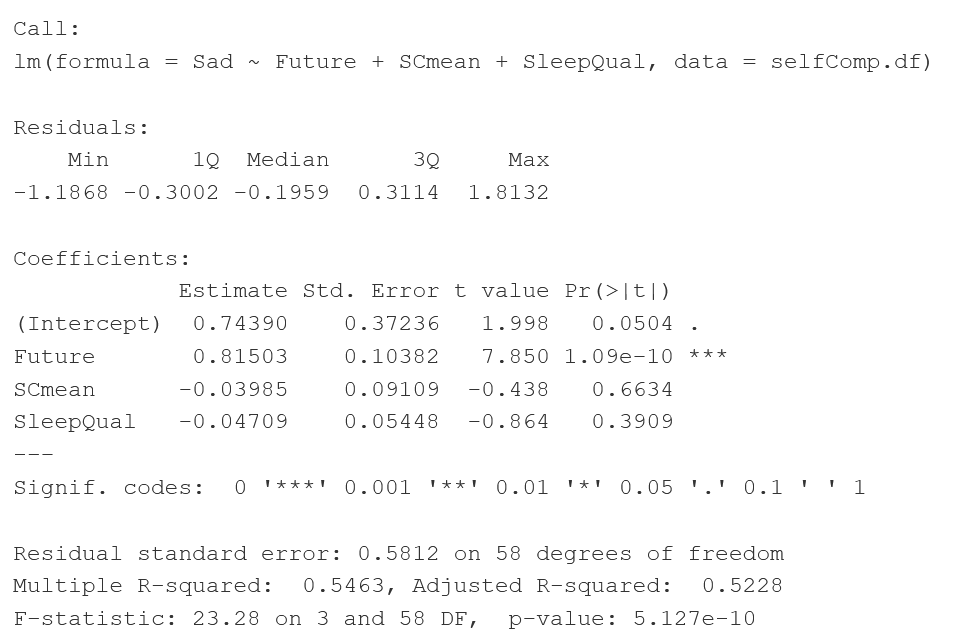 Call:
lm(formula = Sad ~ Future + SCmean + SleepQual, data = selfComp.df)

Residuals:
    Min      1Q  Median      3Q     Max
-1.1868 -0.3002 -0.1959  0.3114  1.8132

Coefficients:
            Estimate Std. Error t value Pr(>|t|)
(Intercept)  0.74390    0.37236   1.998   0.0504 .
Future       0.81503    0.10382   7.850 1.09e-10 ***
SCmean      -0.03985    0.09109  -0.438   0.6634
SleepQual   -0.04709    0.05448  -0.864   0.3909
---
Signif. codes:  0 '***' 0.001 '**' 0.01 '*' 0.05 '.' 0.1 ' ' 1

Residual standard error: 0.5812 on 58 degrees of freedom
Multiple R-squared:  0.5463, Adjusted R-squared:  0.5228
F-statistic: 23.28 on 3 and 58 DF,  p-value: 5.127e-10